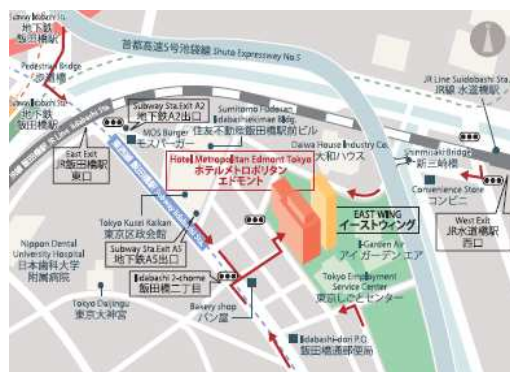 Subway Iidabashi Sta.
地下鉄
飯田橋駅
Pedestrian Bridge
歩道橋
地下鉄
飯田橋駅
首都高速5号池袋線 Shuto Expressway No.5
JR Line Suidobashi Sta.
JR線 水道橋駅
Subway Sta.Exit A2
地下鉄A2出口
MOS Burger
モスバーガー
Sumitomo Fudosan
Iidabashiekimae Bldg.
住友不動産飯田橋駅前ビル
East Exit
JR飯田橋駅
東口
Hotel Metropolitan Edmont Tokyo
ホテルメトロポリタン
エドモント
Daiwa House Industry Co.
大和ハウス
Shinmisaki Bridge
新三崎橋
Convenience Store
コンビニ
West Exit
JR水道橋駅
西口
EAST WING
イーストウイング
I-Garden Air
アイ ガーデン エア
Tokyo Kusei Kaikan
東京区政会館
Subway Sta.Exit A5
地下鉄A5出口
Nippon Dental
University Hospital
日本歯科大学
附属病院
Iidabashi 2-chome
飯田橋二丁目
Tokyo Daijingu
東京大神宮
Bakery shop
パン屋
Tokyo Employment
Service Center
東京しごとセンター
Iidabashi-dori P.O.
飯田橋通郵便局